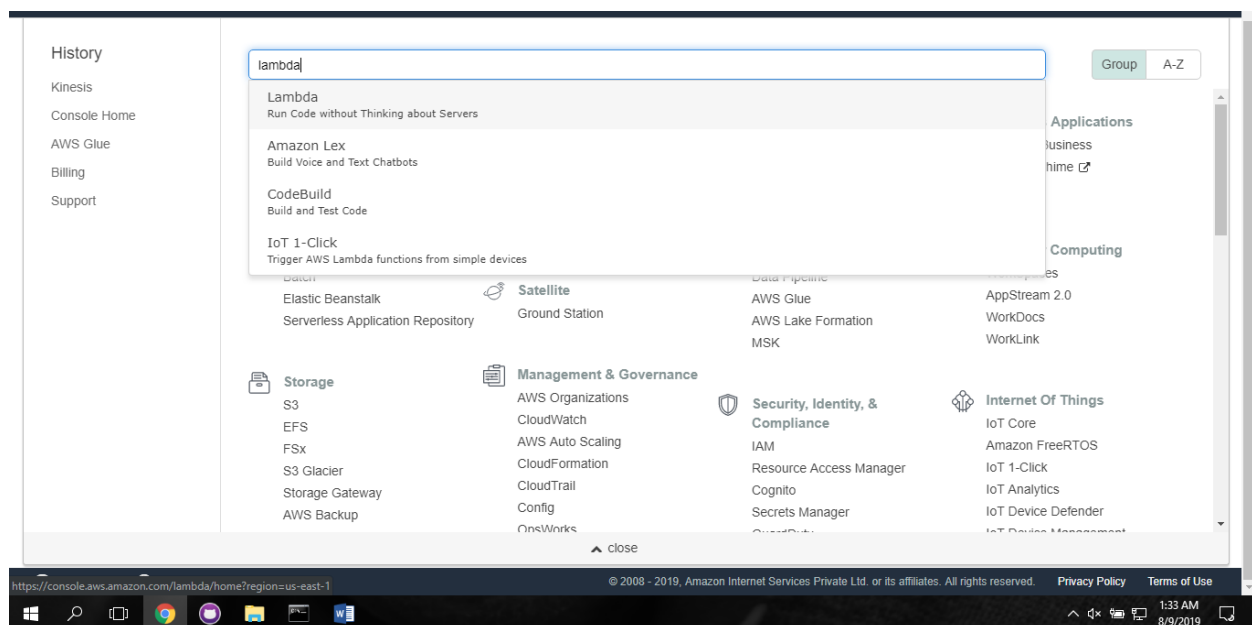 History
Kinesis
Console Home
AWS Glue
Billing
Support
lambda
Group A-Z
Lambda
Run Code without Thinking about Servers
Amazon Lex
Build Voice and Text Chatbots
CodeBuild
Build and Test Code
IoT 1-Click
Trigger AWS Lambda functions from simple devices
Batch
Elastic Beanstalk
Serverless Application Repository
Storage
S3
EFS
FSx
S3 Glacier
Storage Gateway
AWS Backup
Satellite
Ground Station
Management & Governance
AWS Organizations
CloudWatch
AWS Auto Scaling
CloudFormation
CloudTrail
Config
OpsWorks
Data Pipeline
AWS Glue
AWS Lake Formation
MSK
Security, Identity, &
Compliance
IAM
Resource Access Manager
Cognito
Secrets Manager
GuardDuty
Applications
Computing
AppStream 2.0
WorkDocs
WorkLink
Internet Of Things
IoT Core
Amazon FreeRTOS
IoT 1-Click
IoT Analytics
IoT Device Defender
IoT Device Management
close
https://console.aws.amazon.com/lambda/home?region=us-east-1
© 2008 - 2019, Amazon Internet Services Private Ltd. or its affiliates. All rights reserved. Privacy Policy Terms of Use
1:33 AM
8/9/2019